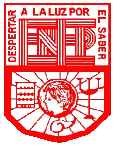 DESPERTAR A LA LUZ POR EL SABER
ENP